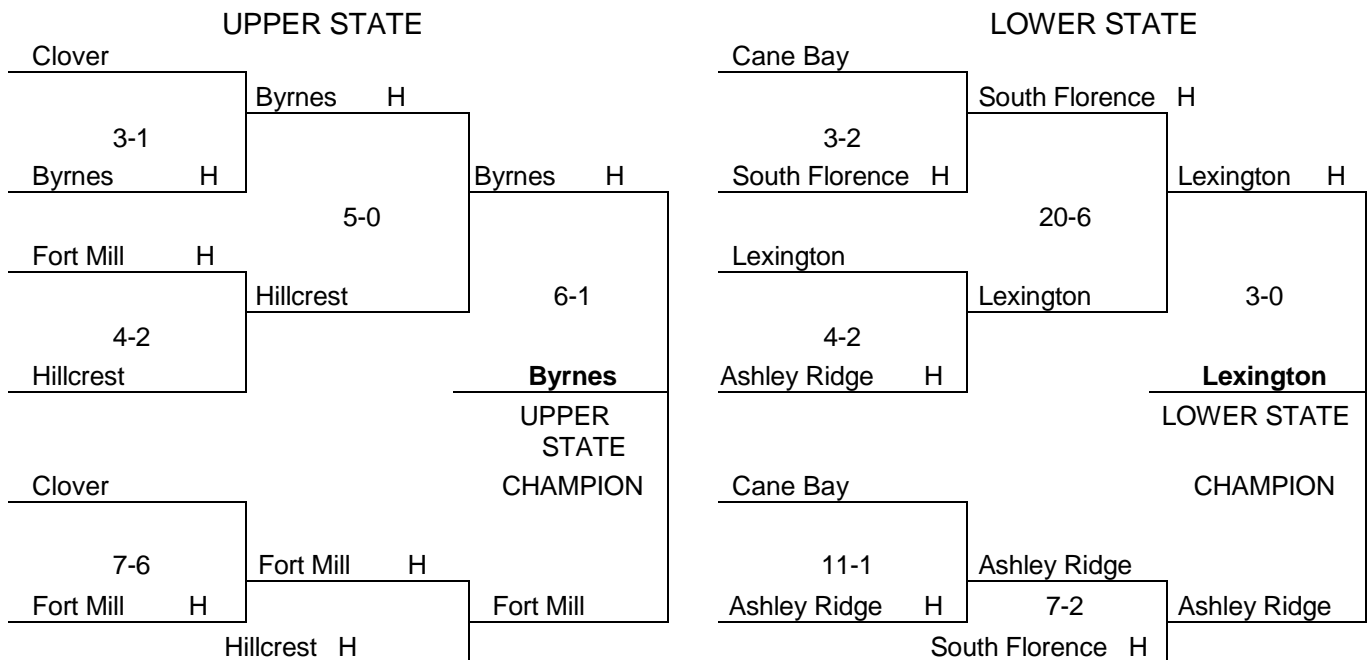 UPPER STATE
Clover
Byrnes H
3-1
Byrnes H
Byrnes H
5-0
Fort Mill H
Hillcrest
6-1
4-2
Hillcrest
Byrnes
UPPER
STATE
CHAMPION
Clover
7-6
Fort Mill H
Fort Mill H
Fort Mill
Hillcrest H
LOWER STATE
Cane Bay
South Florence H
3-2
South Florence H
Lexington H
20-6
Lexington
Lexington
3-0
4-2
Ashley Ridge H
Lexington
LOWER STATE
CHAMPION
Cane Bay
11-1
Ashley Ridge
Ashley Ridge H
7-2
Ashley Ridge
South Florence H